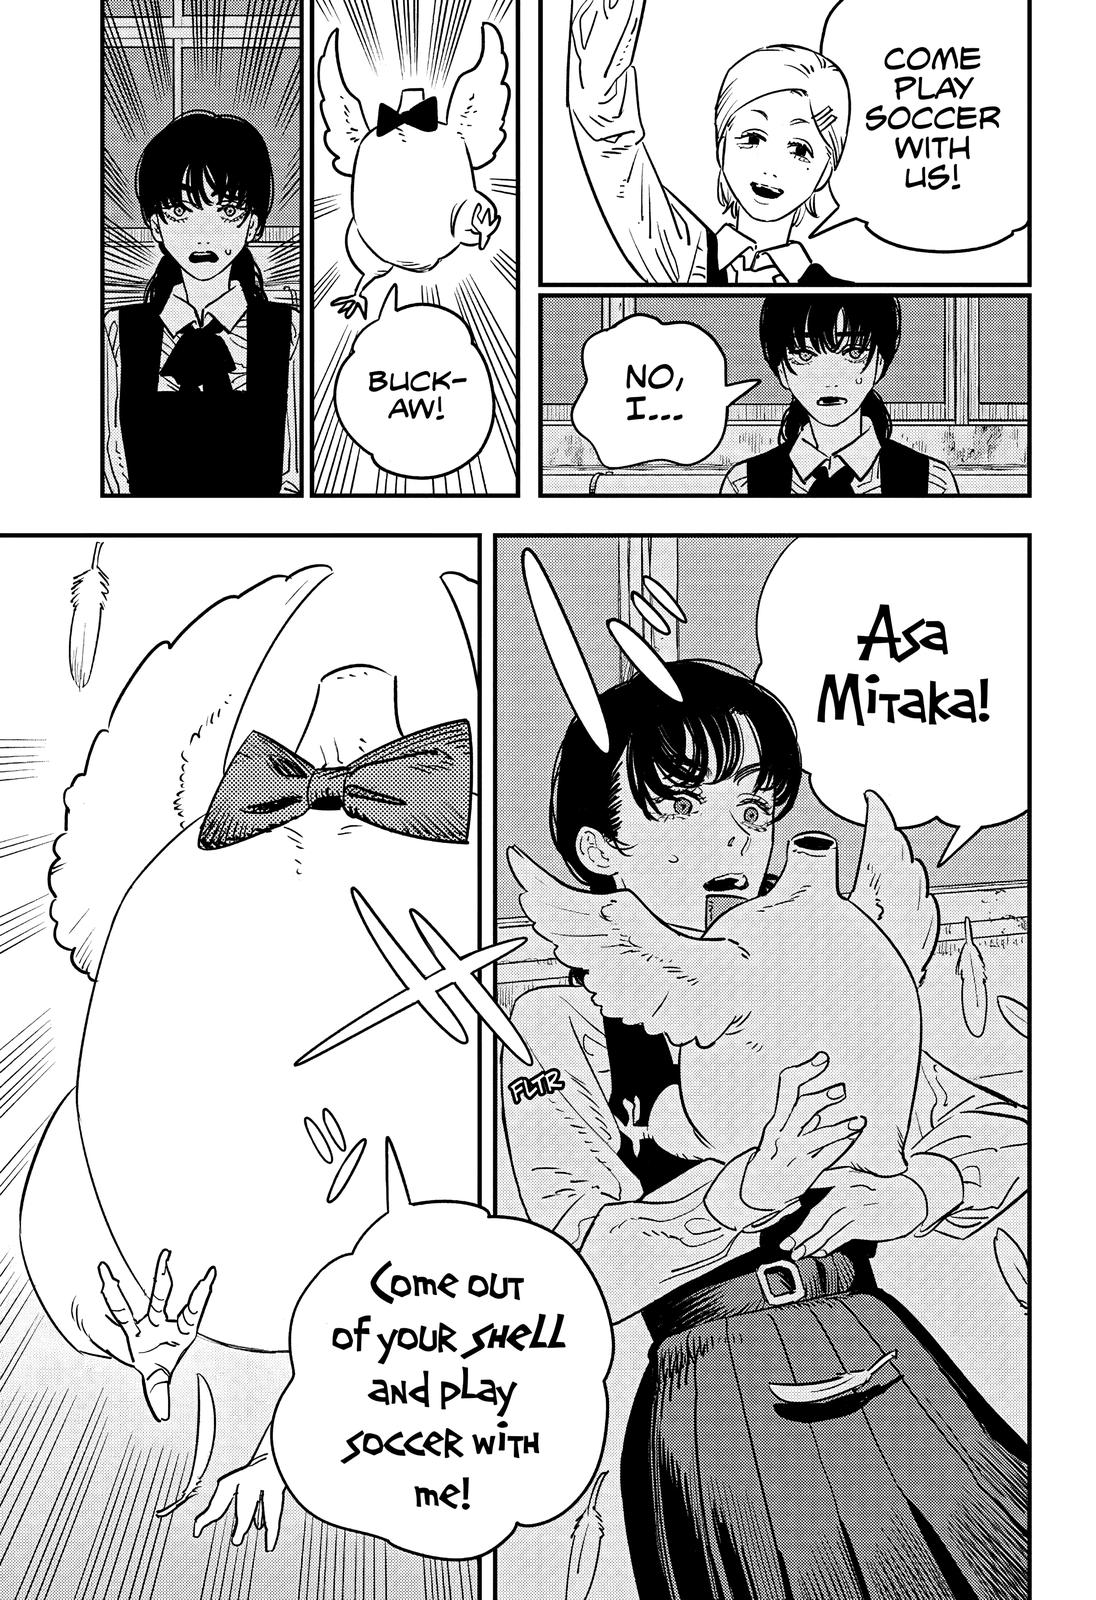 COME
PLAY
SOCCER
WITH
US!
NO,
I....
BUCK-
AW!
Asa
Mitaka!
FLTR
Come out
of your shell
and play
soccer with
me!